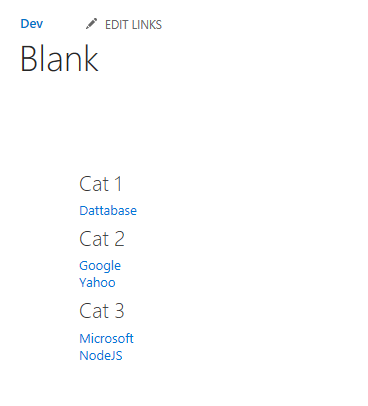 Dev EDIT LINKS
Blank
Cat 1
Dattabase
Cat 2
Google
Yahoo
Cat 3
Microsoft
NodeJS